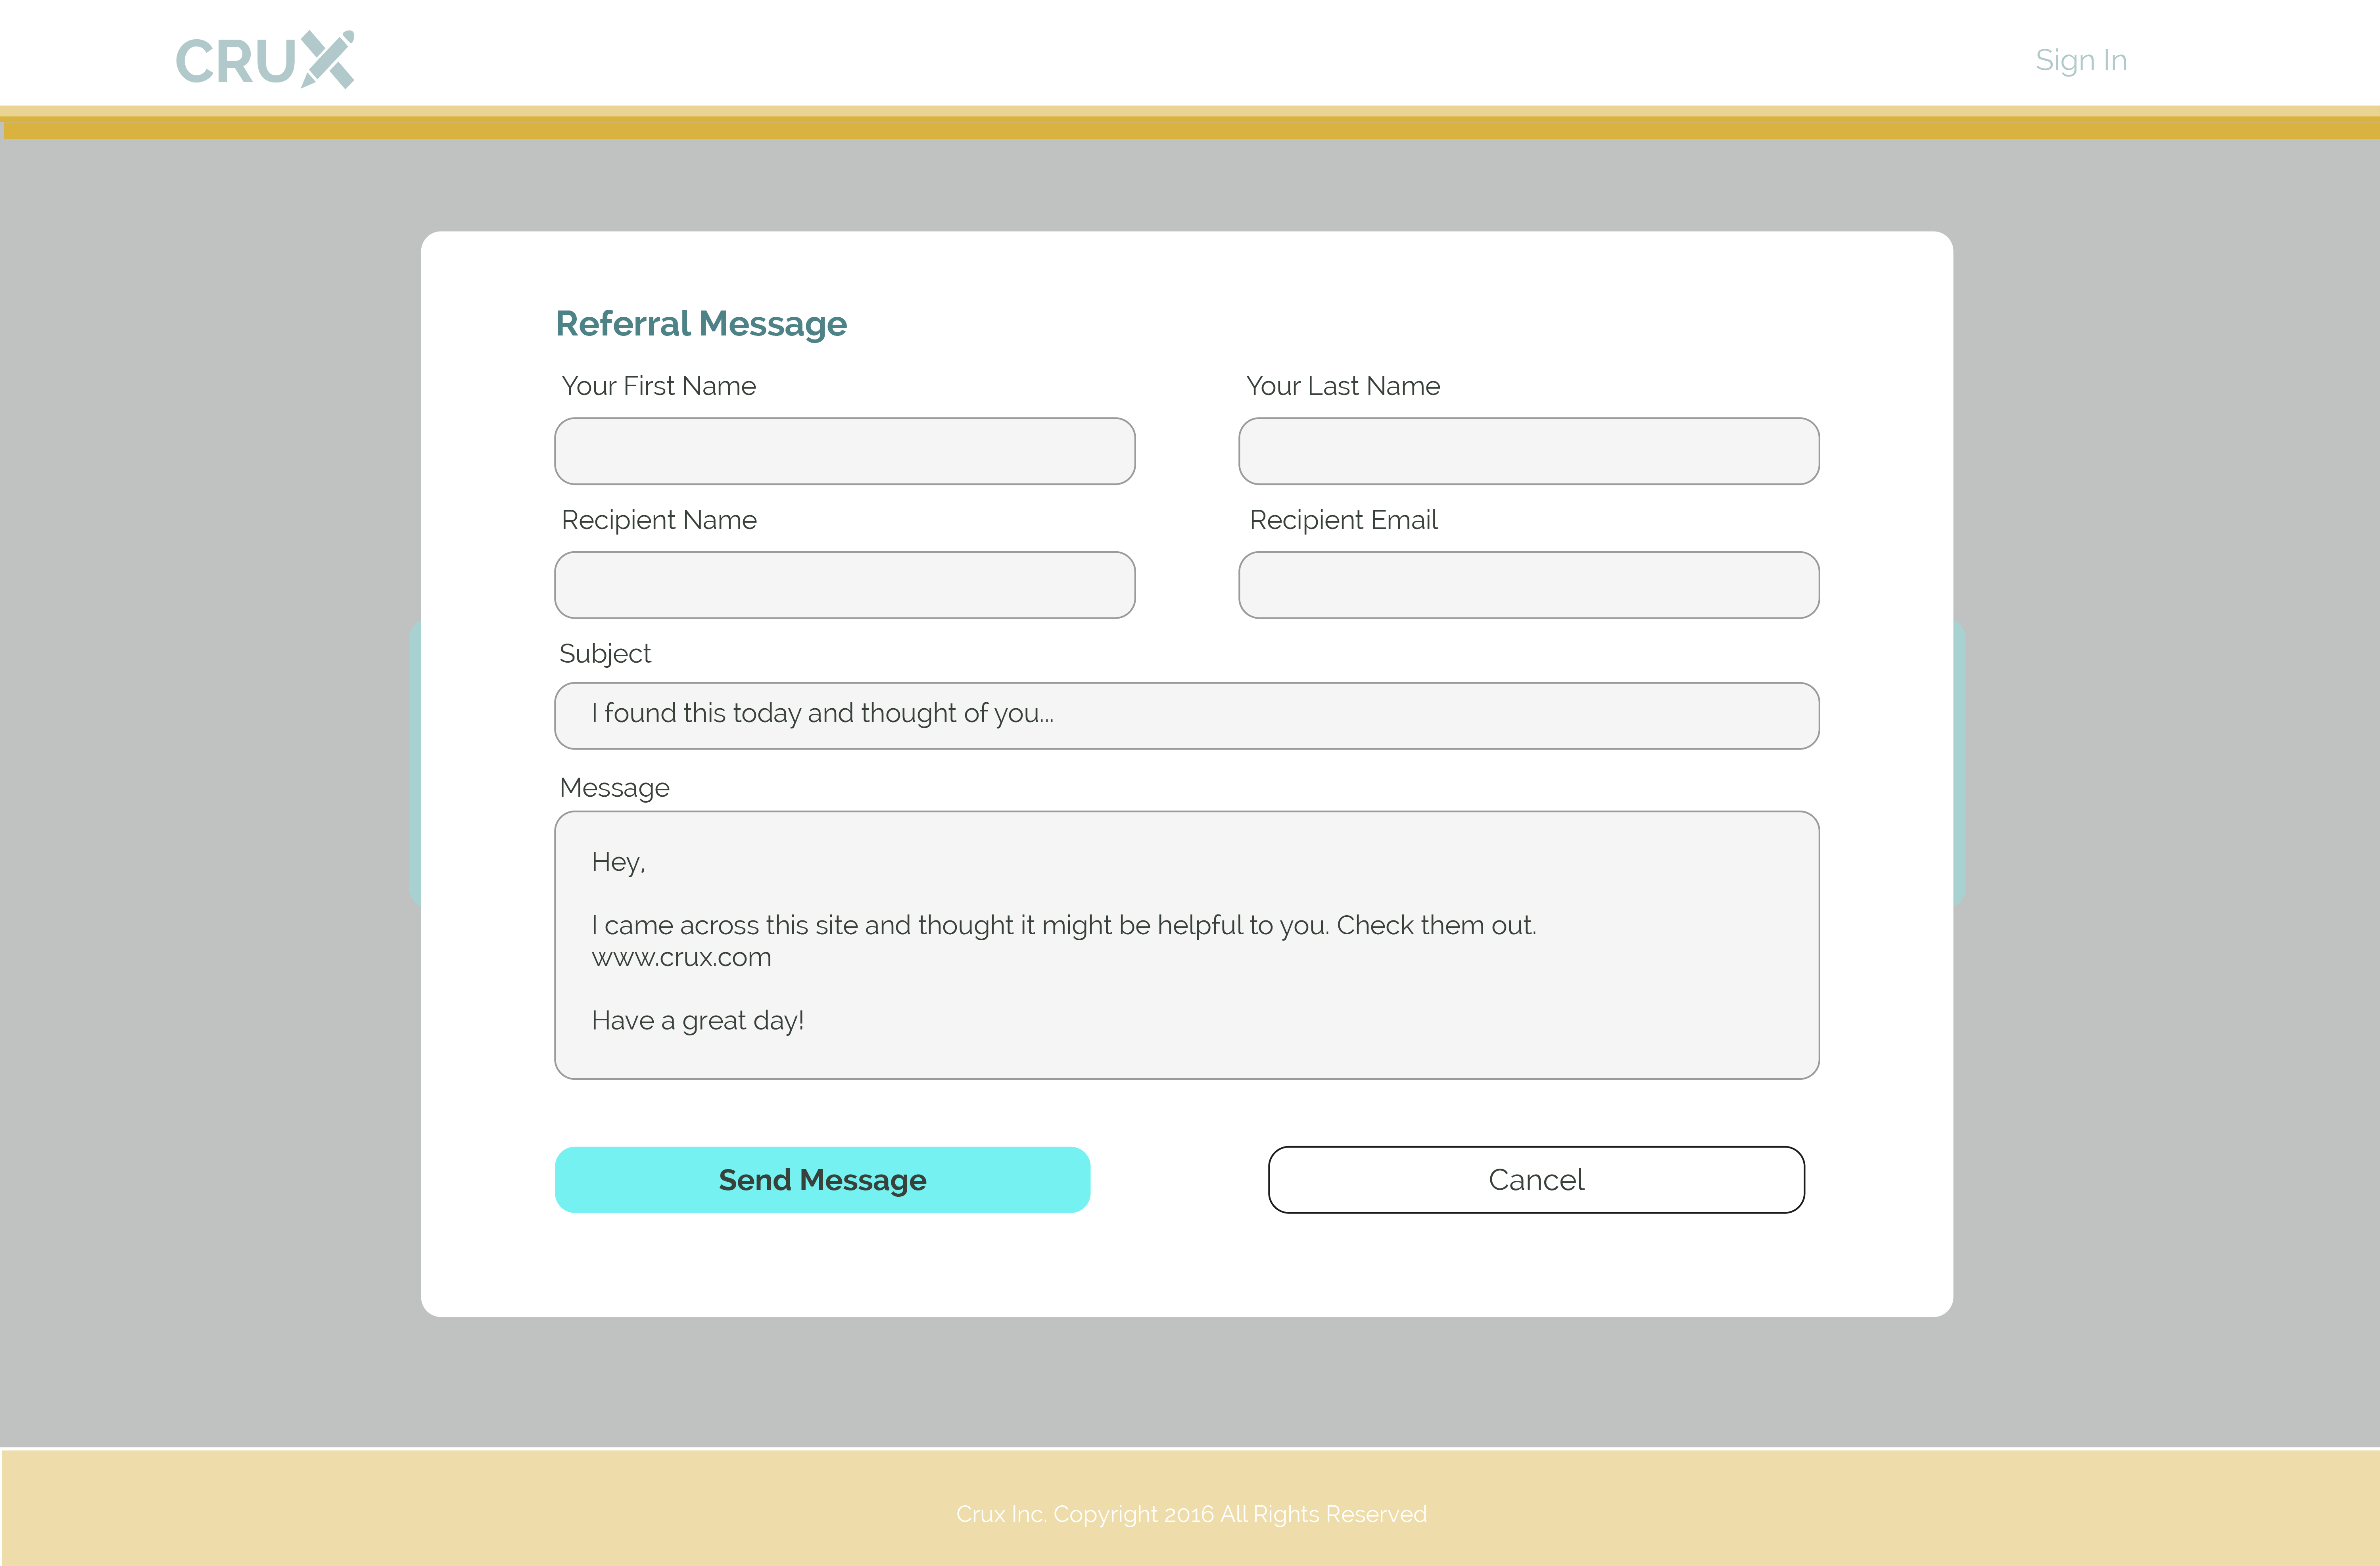 CRUX
Sign In
Referral Message
Your First Name
Your Last Name
Recipient Name
Recipient Email
Subject
I found this today and thought of you...
Message
Hey,
I came across this site and thought it might be helpful to you. Check them out.
www.crux.com
Have a great day!
Send Message
Cancel
Crux Inc. Copyright 2016 All Rights Reserved